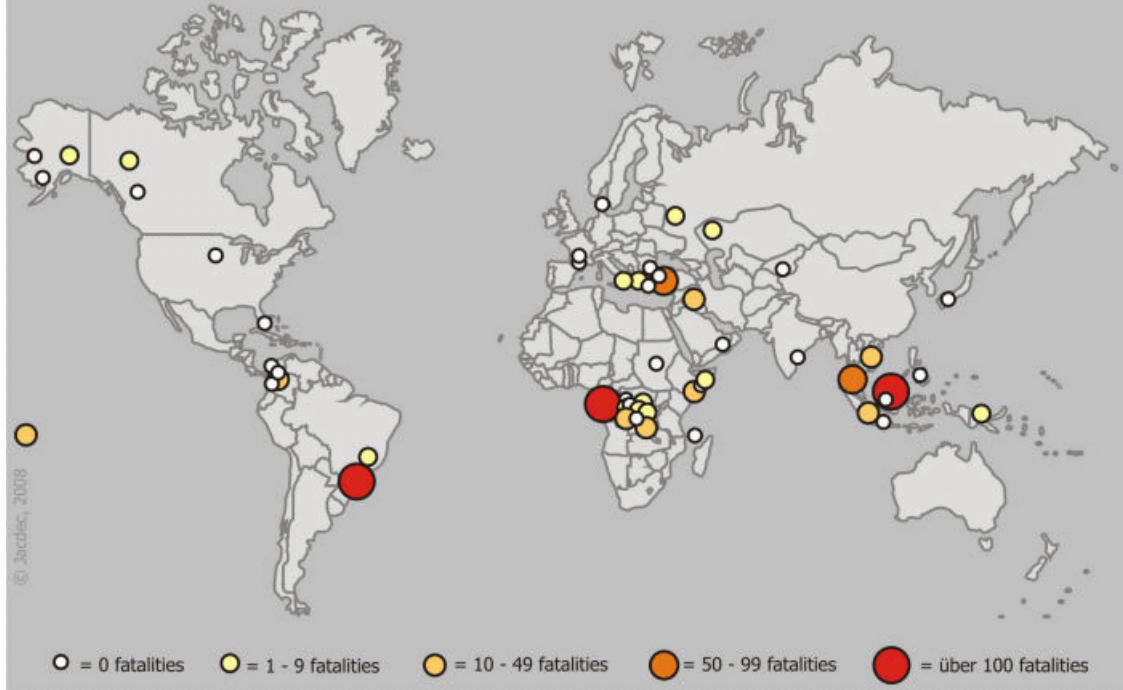 © Jacdec, 2008
= 0 fatalities = 1 - 9 fatalities = 10 - 49 fatalities = 50 - 99 fatalities = über 100 fatalities